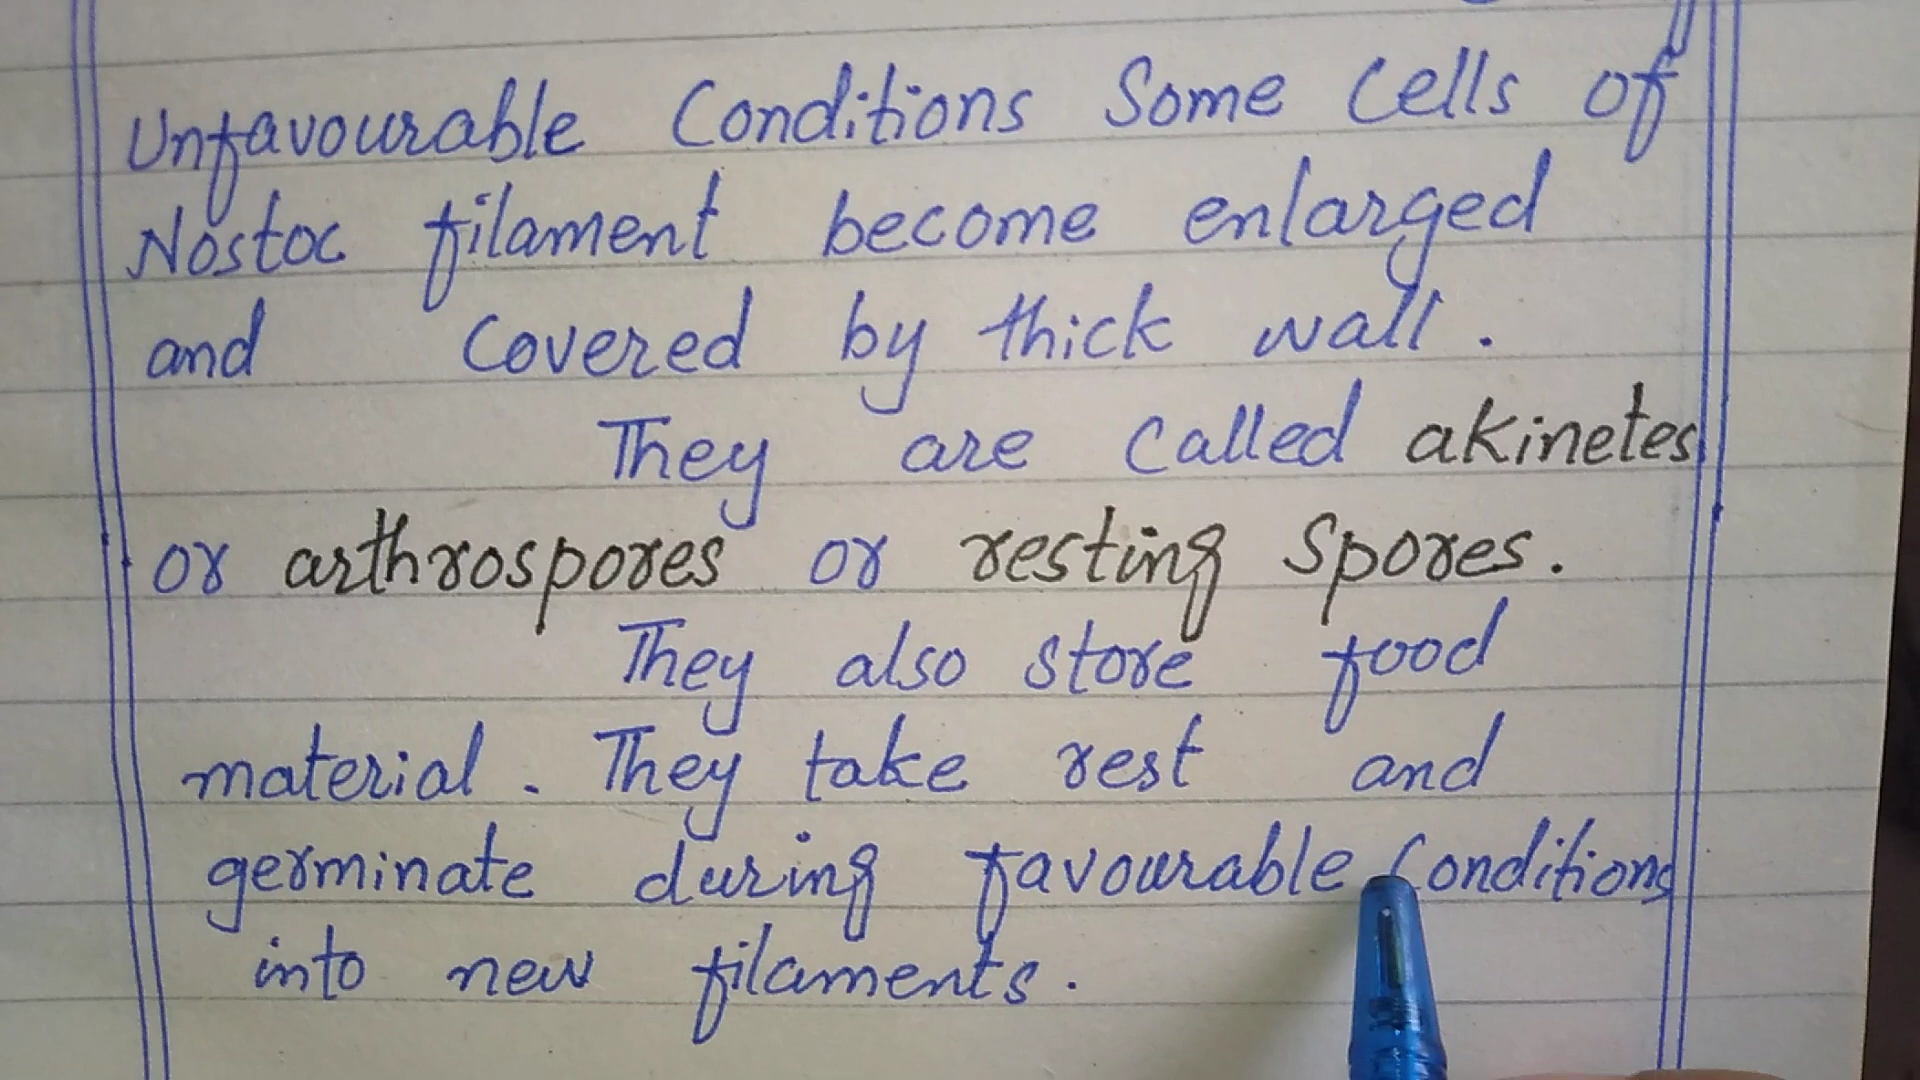 Unfavourable Conditions Some Cells of
Nostoc filament become enlarged
and Covered by thick wall.
They are Called akinetes
or arthrospores or resting Spores.
They also store food
material. They take rest and
germinate during favourable Conditions
into new filaments.